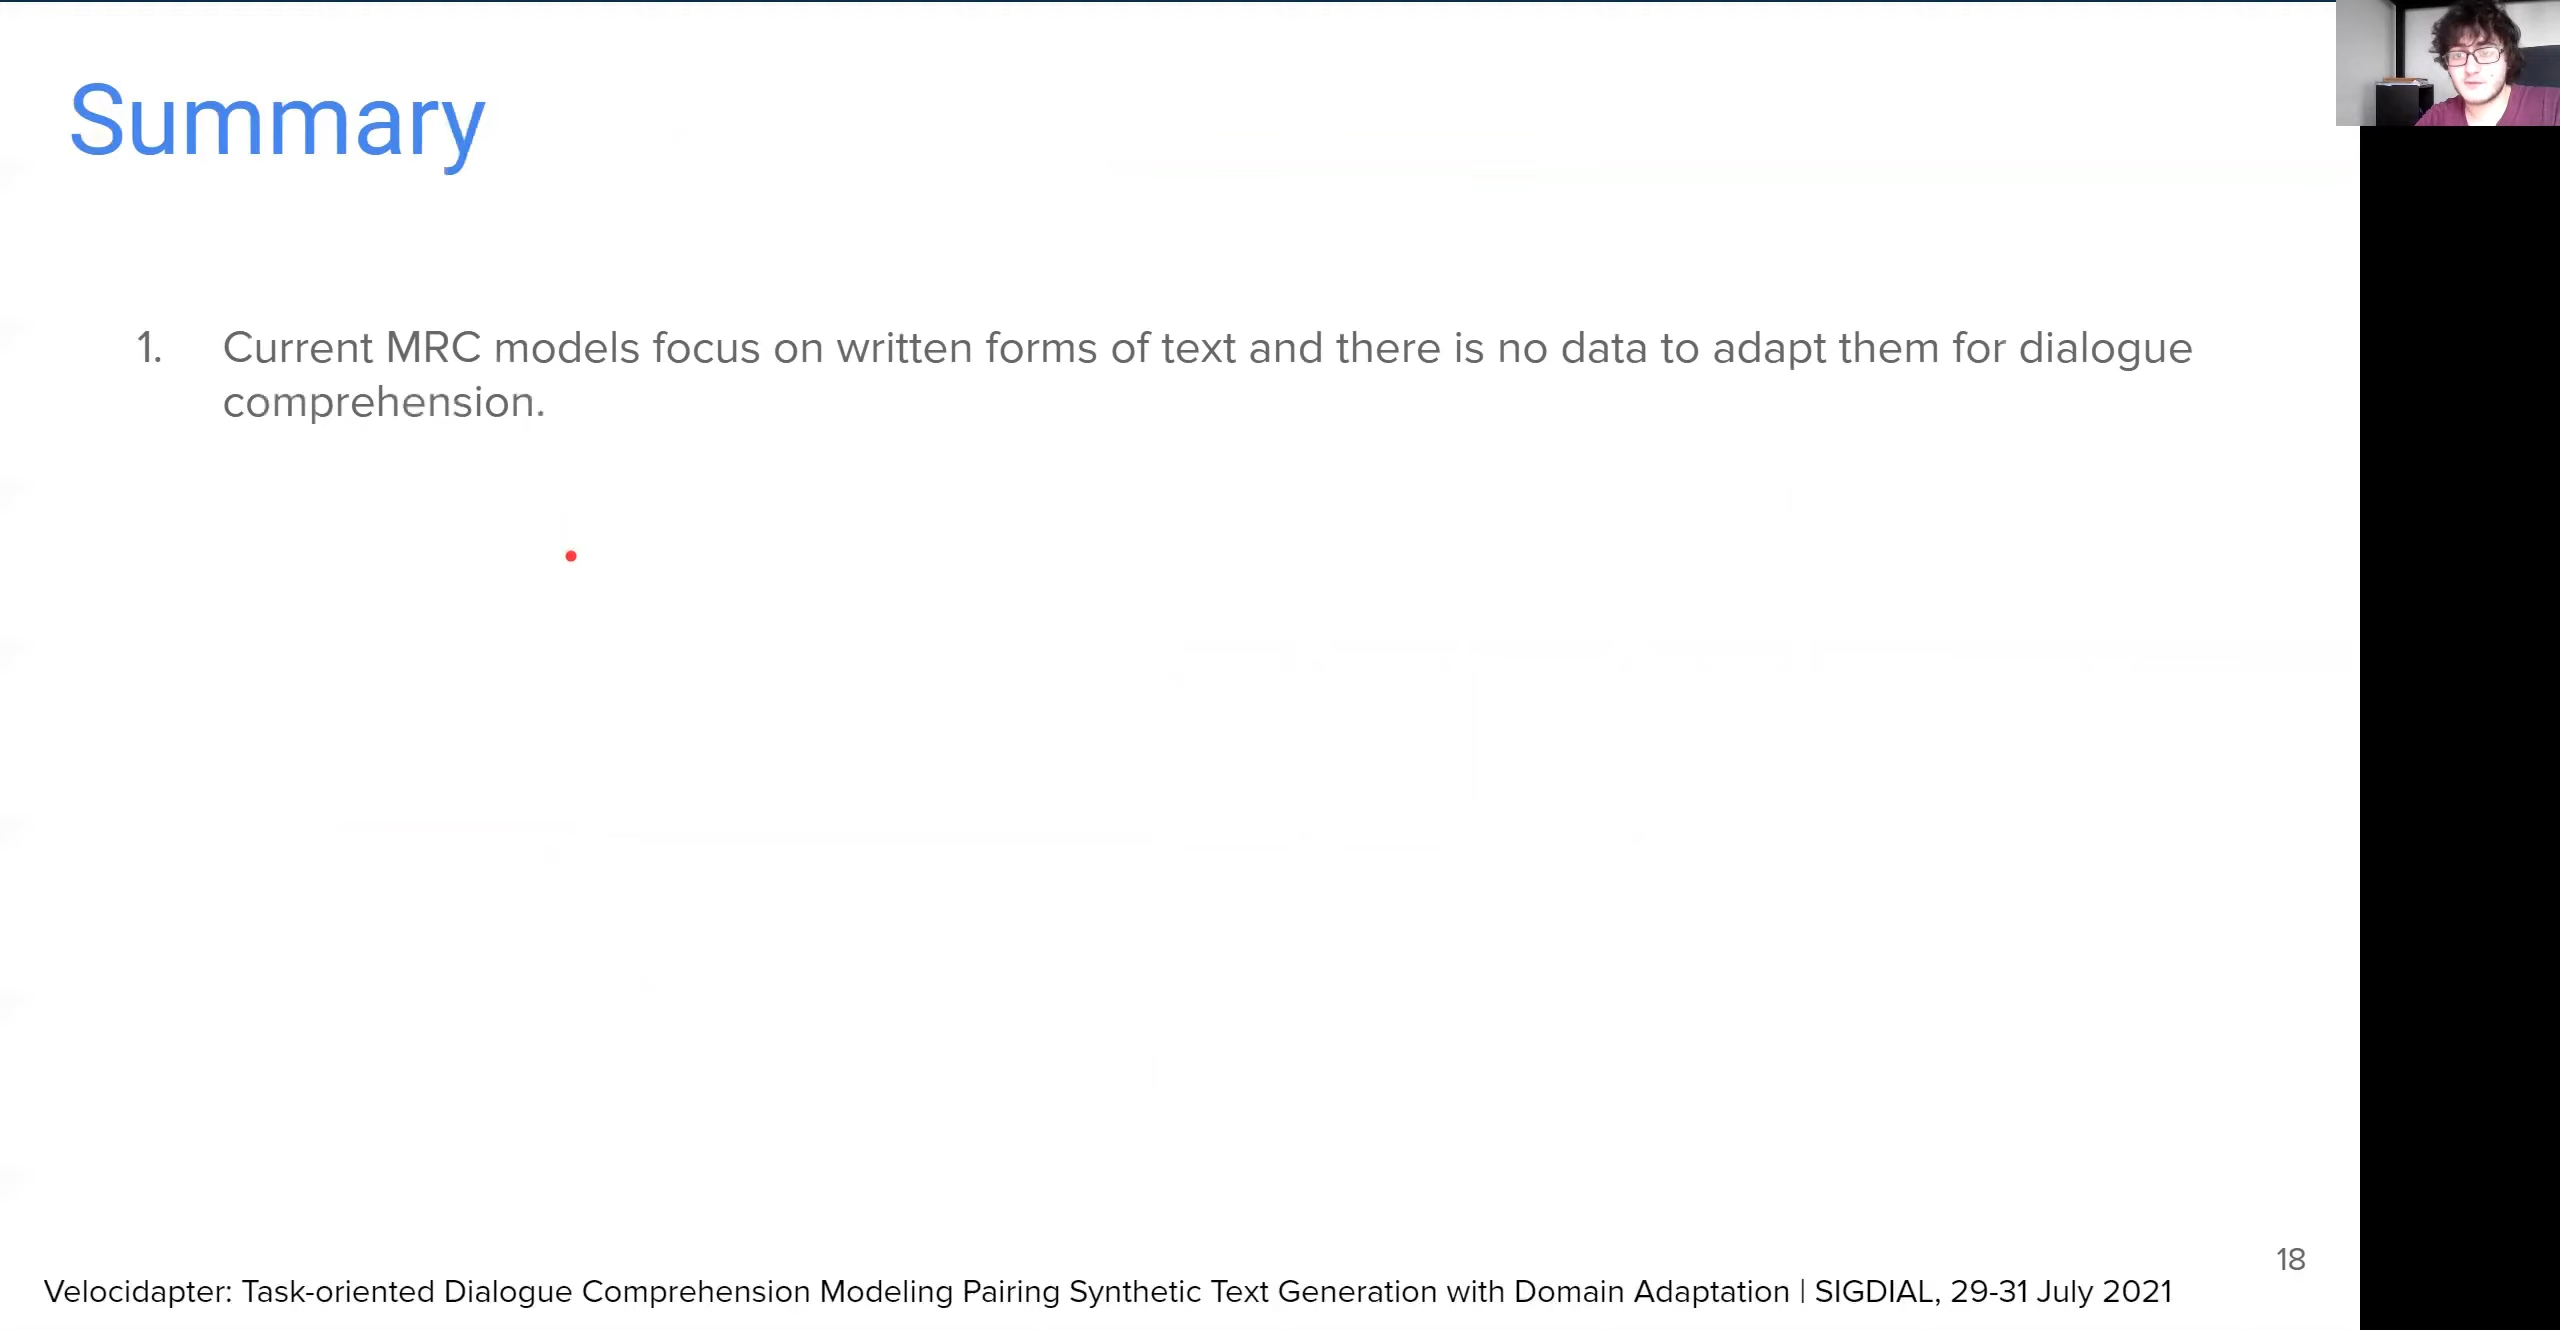 Summary
1. Current MRC models focus on written forms of text and there is no data to adapt them for dialogue
comprehension.
18
Velocidapter: Task-oriented Dialogue Comprehension Modeling Pairing Synthetic Text Generation with Domain Adaptation | SIGDIAL, 29-31 July 2021